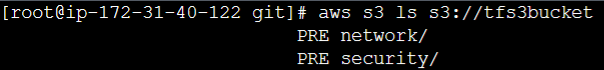 [root@ip-172-31-40-122 git]# aws s3 ls s3://tfs3bucket
PRE network/
PRE security/